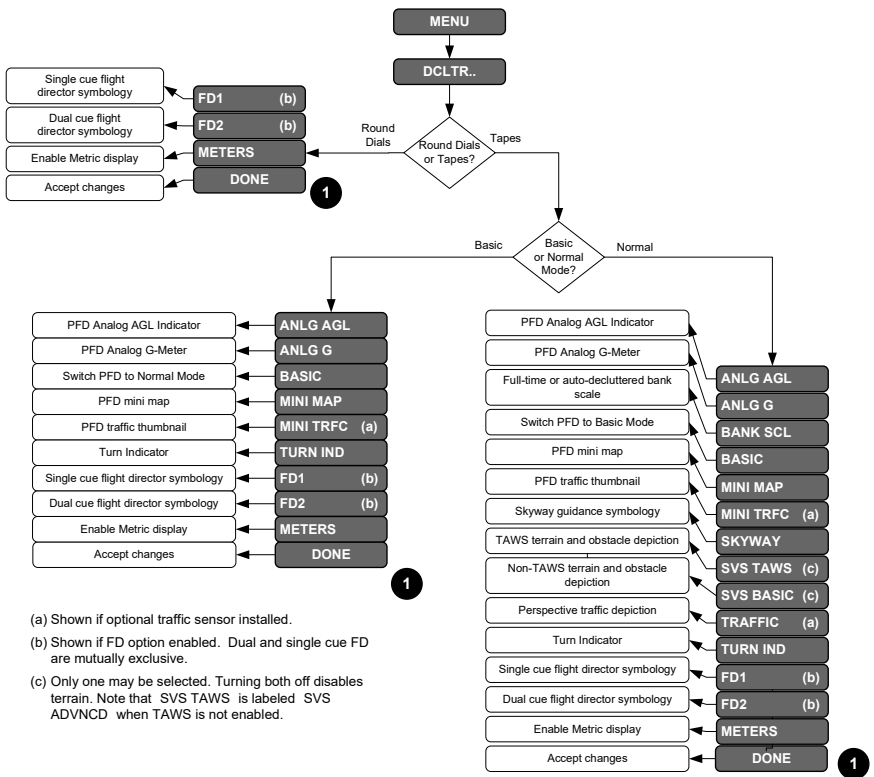 MENU
DCLTR..
Round Dials
or Tapes?
Round
Dials
Tapes
Single cue flight
director symbology
FD1 (b)
Dual cue flight
director symbology
FD2 (b)
Enable Metric display
METERS
Accept changes
DONE
1
Basic
or Normal
Mode?
Basic
Normal
PFD Analog AGL Indicator
ANLG AGL
PFD Analog G-Meter
ANLG G
Switch PFD to Normal Mode
BASIC
PFD mini map
MINI MAP
PFD traffic thumbnail
MINI TRFC (a)
Turn Indicator
TURN IND
Single cue flight director symbology
FD1 (b)
Dual cue flight director symbology
FD2 (b)
Enable Metric display
METERS
Accept changes
DONE
1
PFD Analog AGL Indicator
ANLG AGL
PFD Analog G-Meter
ANLG G
Full-time or auto-decluttered bank
scale
BANK SCL
Switch PFD to Basic Mode
BASIC
PFD mini map
MINI MAP
PFD traffic thumbnail
MINI TRFC (a)
Skyway guidance symbology
SKYWAY
TAWS terrain and obstacle depiction
SVS TAWS (c)
Non-TAWS terrain and obstacle
depiction
SVS BASIC (c)
Perspective traffic depiction
TRAFFIC (a)
Turn Indicator
TURN IND
Single cue flight director symbology
FD1 (b)
Dual cue flight director symbology
FD2 (b)
Enable Metric display
METERS
Accept changes
DONE
1
(a) Shown if optional traffic sensor installed.
(b) Shown if FD option enabled. Dual and single cue FD
are mutually exclusive.
(c) Only one may be selected. Turning both off disables
terrain. Note that SVS TAWS is labeled SVS
ADVNCD when TAWS is not enabled.